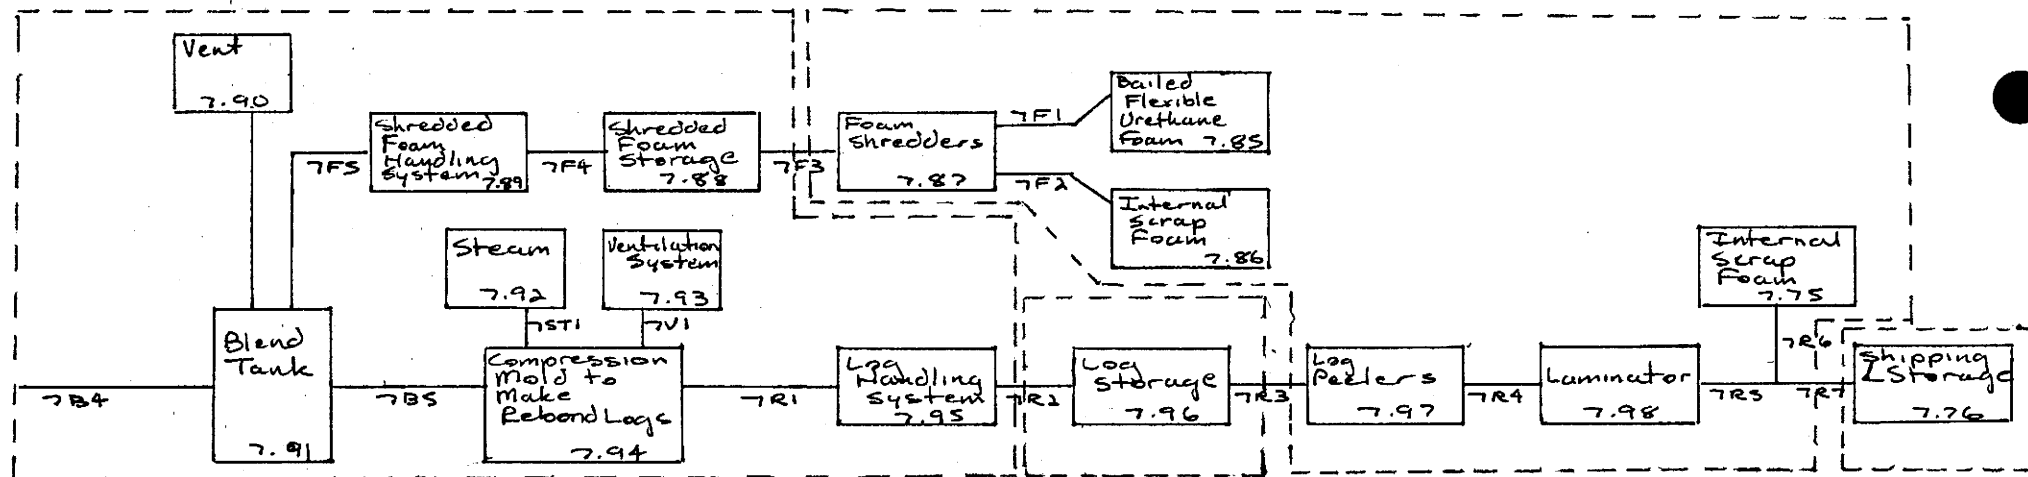 Vent
7.90
Shredded
Foam
Handling
System 7.89
Shredded
Foam
Storage
7.88
Foam
Shredders
7.87
Bailed
Flexible
Urethane
Foam 7.85
7F5
7F4
7F3
7F1
7F2
Internal
Scrap
Foam
7.86
Steam
7.92
Ventilation
System
7.93
Internal
Scrap
Foam
7.75
7ST1
7V1
Blend
Tank
7.91
Compression
Mold to
Make
Rebond Logs
7.94
Log
Handling
System
7.95
Log
Storage
7.96
Log
Peelers
7.97
Laminator
7.98
Shipping
& Storage
7.76
7B4
7B5
7R1
7R2
7R3
7R4
7R5
7R6
7R7